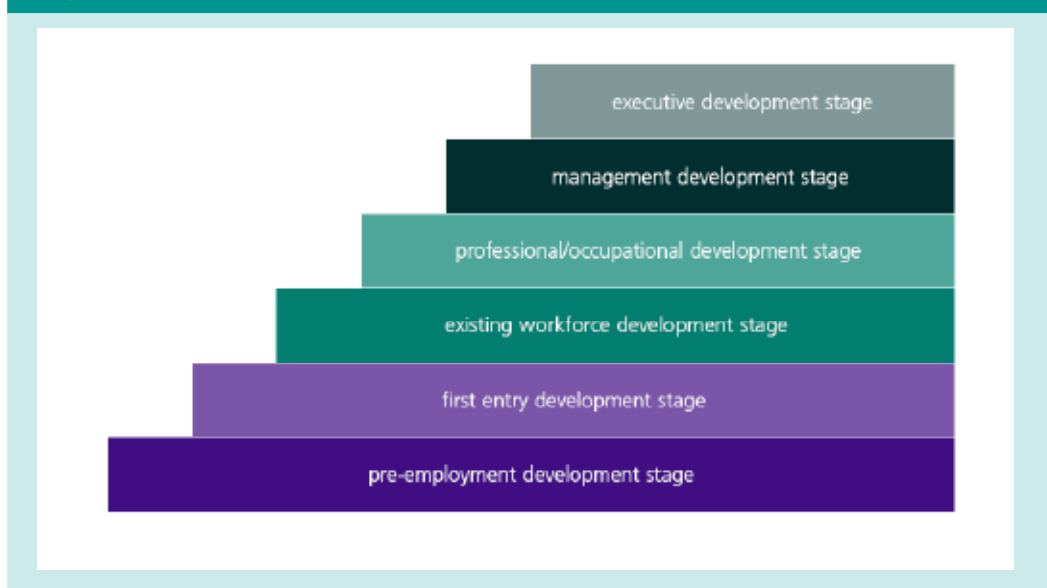 executive development stage
management development stage
professional/occupational development stage
existing workforce development stage
first entry development stage
pre-employment development stage